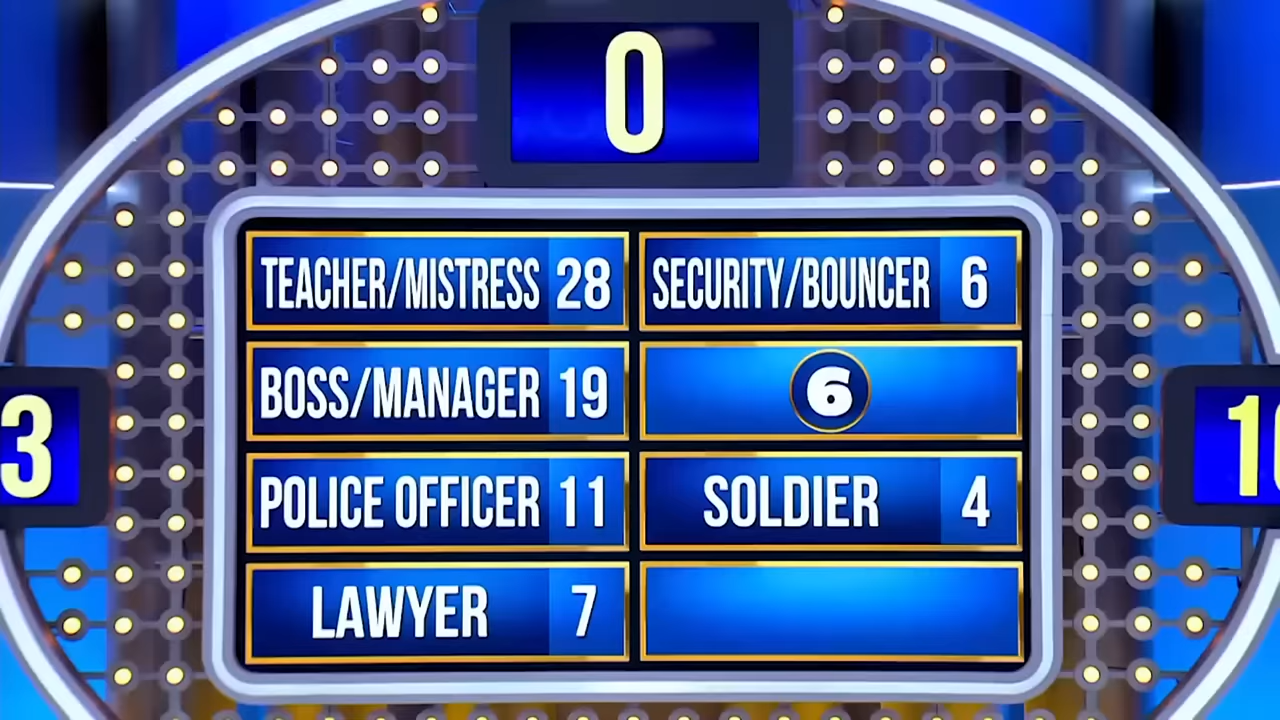 0
TEACHER/MISTRESS 28
BOSS/MANAGER 19
POLICE OFFICER 11
LAWYER 7
SECURITY/BOUNCER 6
6
SOLDIER 4
3